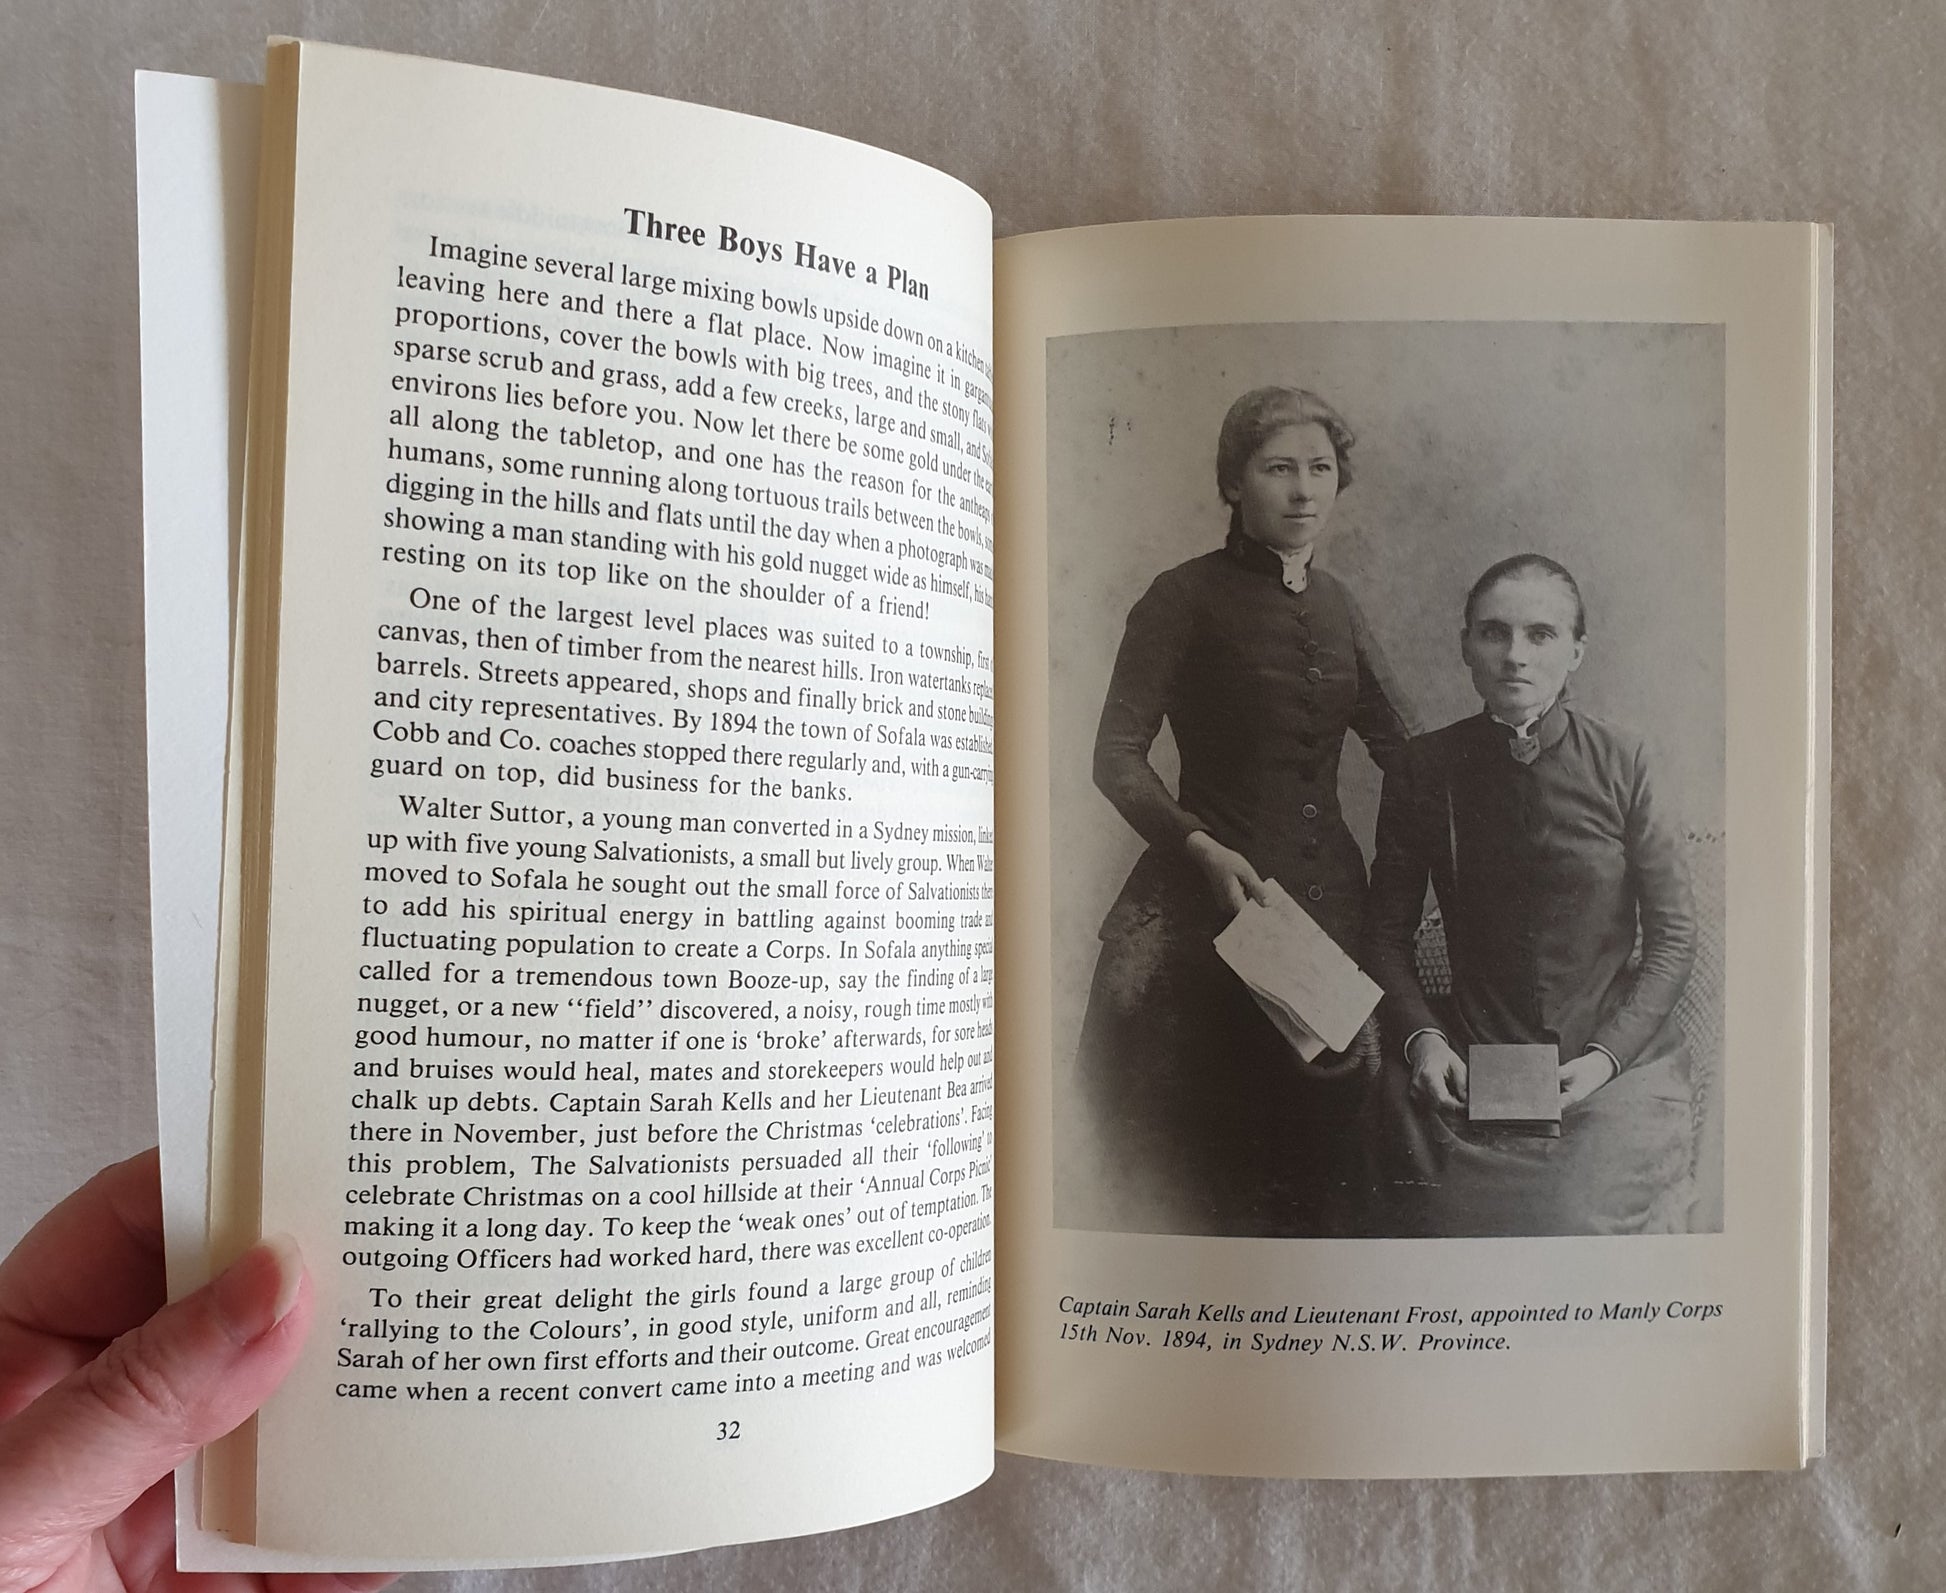 Three Boys Have a Plan
Imagine several large mixing bowls upside down on a kitchen
leaving here and there a flat place. Now imagine it in
proportions, cover the bowls with big trees, and the stony flats
sparse scrub and grass, add a few creeks, large and small, and
environs lies before you. Now let there be some gold under the
all along the tabletop, and one has the reason for the
humans, some running along tortuous trails between the bowls,
digging in the hills and flats until the day when a photograph was
showing a man standing with his gold nugget wide as himself, his
resting on its top like on the shoulder of a friend!
One of the largest level places was suited to a township, first
canvas, then of timber from the nearest hills. Iron watertanks
barrels. Streets appeared, shops and finally brick and stone
and city representatives. By 1894 the town of Sofala was
Cobb and Co. coaches stopped there regularly and, with a
guard on top, did business for the banks.
Walter Suttor, a young man converted in a Sydney mission,
up with five young Salvationists, a small but lively group. When
moved to Sofala he sought out the small force of Salvationists
to add his spiritual energy in battling against booming trade
fluctuating population to create a Corps. In Sofala anything
called for a tremendous town Booze-up, say the finding of a
nugget, or a new “field” discovered, a noisy, rough time mostly
good humour, no matter if one is ‘broke’ afterwards, for sore
and bruises would heal, mates and storekeepers would help out
chalk up debts. Captain Sarah Kells and her Lieutenant Bea
there in November, just before the Christmas ‘celebrations’. Facing
this problem, The Salvationists persuaded all their ‘following’ to
celebrate Christmas on a cool hillside at their ‘Annual Corps Picnic’
making it a long day. To keep the ‘weak ones’ out of temptation. The
outgoing Officers had worked hard, there was excellent co-operation.
To their great delight the girls found a large group of children
‘rallying to the Colours’, in good style, uniform and all, reminding
Sarah of her own first efforts and their outcome. Great encouragement
came when a recent convert came into a meeting and was welcomed
32
Captain Sarah Kells and Lieutenant Frost, appointed to Manly Corps
15th Nov. 1894, in Sydney N.S.W. Province.